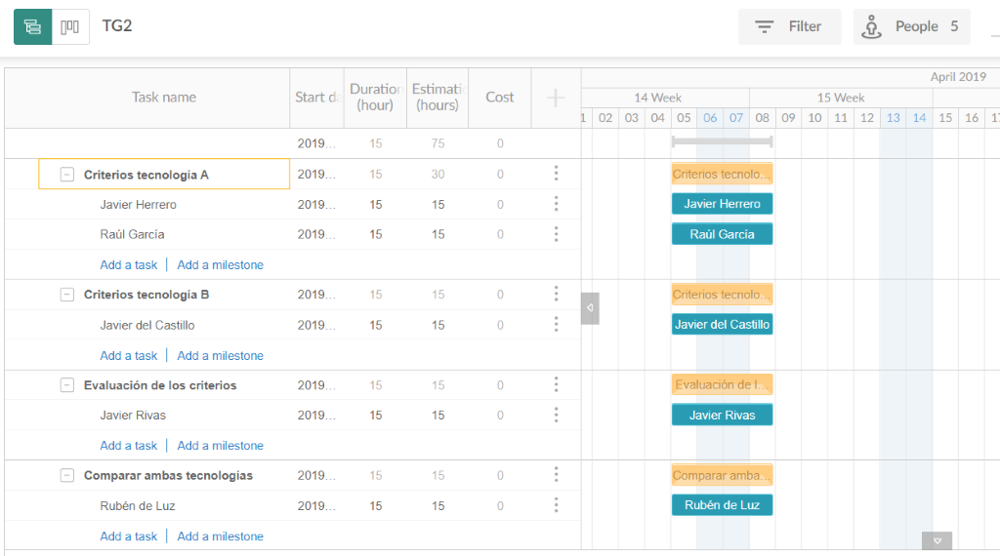 TG2 Filter People 5
April 2019
Task name Start da Duration (hour) Estimati (hours) Cost 14 Week 15 Week
1 02 03 04 05 06 07 08 09 10 11 12 13 14 15 16 17
2019... 15 75 0
Criterios tecnología A 2019... 15 30 0 Criterios tecnolo...
Javier Herrero 2019... 15 15 0 Javier Herrero
Raúl García 2019... 15 15 0 Raúl García
Add a task | Add a milestone
Criterios tecnología B 2019... 15 15 0 Criterios tecnolo...
Javier del Castillo 2019... 15 15 0 Javier del Castillo
Add a task | Add a milestone
Evaluación de los criterios 2019... 15 15 0 Evaluación de l...
Javier Rivas 2019... 15 15 0 Javier Rivas
Add a task | Add a milestone
Comparar ambas tecnologías 2019... 15 15 0 Comparar amba...
Rubén de Luz 2019... 15 15 0 Rubén de Luz
Add a task | Add a milestone